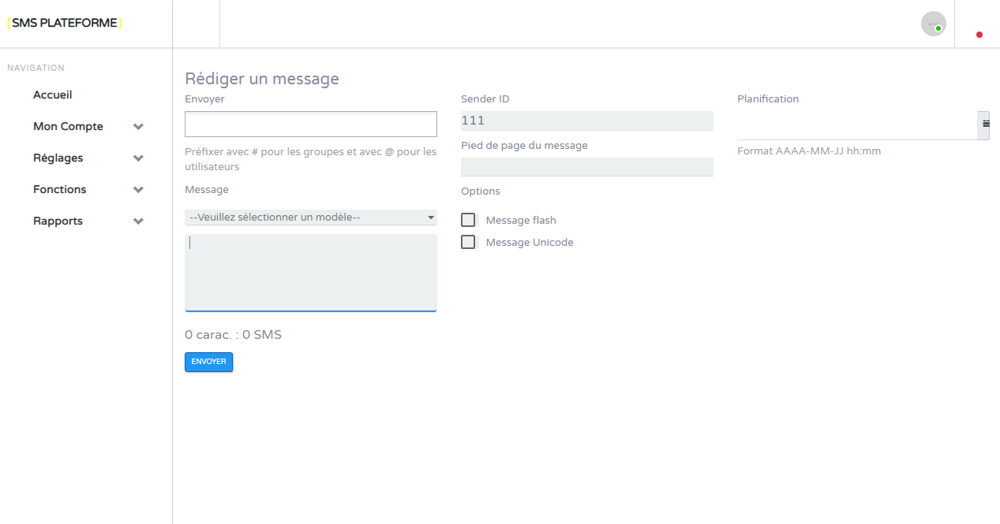 [SMS PLATEFORME]
NAVIGATION
Accueil
Mon Compte
Réglages
Fonctions
Rapports
Rédiger un message
Envoyer
Préfixer avec # pour les groupes et avec @ pour les
utilisateurs
Message
--Veuillez sélectionner un modèle--
0 carac. : 0 SMS
ENVOYER
Sender ID
111
Pied de page du message
Options
Message flash
Message Unicode
Planification
Format AAAA-MM-JJ hh:mm